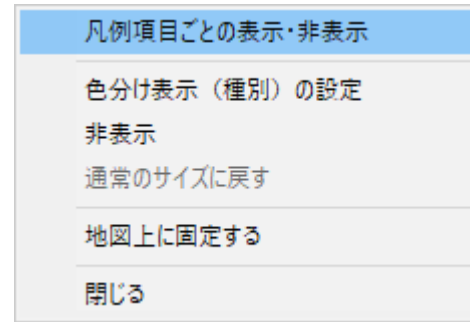 凡例項目ごとの表示・非表示
色分け表示（種別）の設定
非表示
通常のサイズに戻す
地図上に固定する
閉じる